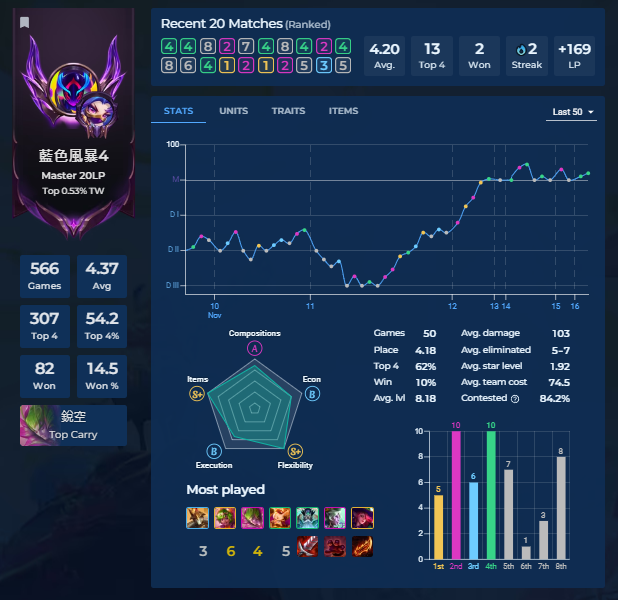 藍色風暴4
Master 20LP
Top 0.53% TW
566
Games
4.37
Avg
307
Top 4
54.2
Top 4%
82
Won
14.5
Won %
銳空
Top Carry
Recent 20 Matches (Ranked)
4 4 8 2 7 4 8 4 2 4
8 6 4 1 2 1 2 5 3 5
4.20
Avg.
13
Top 4
2
Won
2
Streak
+169
LP
STATS UNITS TRAITS ITEMS
Last 50
100
M
D I
D II
D III
10 11 12 13 14 15 16
Nov
Compositions
A
Items
S+
Econ
B
Execution
B
Flexibility
S+
Games 50
Place 4.18
Top 4 62%
Win 10%
Avg. lvl 8.18
Avg. damage 103
Avg. eliminated 5-7
Avg. star level 1.92
Avg. team cost 74.5
Contested 84.2%
Most played
3 6 4 5
10
8
6
4
2
0
5 10 6 10 7 1 3 8
1st 2nd 3rd 4th 5th 6th 7th 8th